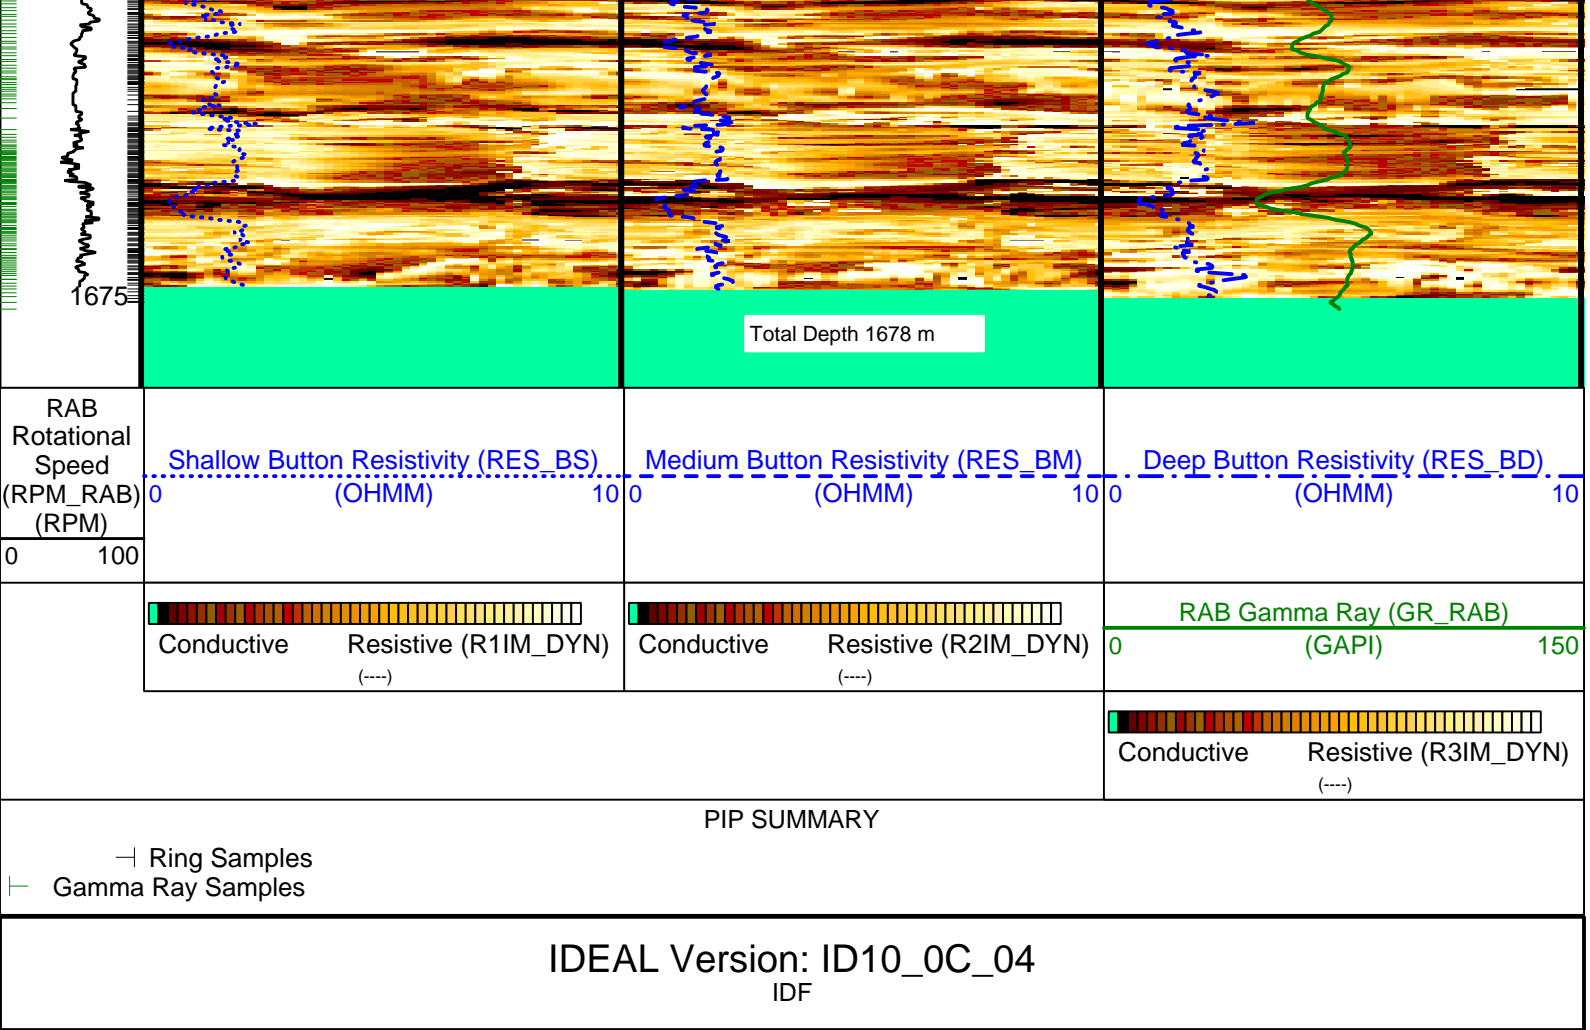 1675
Total Depth 1678 m
RAB
Rotational
Speed
(RPM_RAB)
(RPM)
0 100
Shallow Button Resistivity (RES_BS)
0 (OHMM) 10
Medium Button Resistivity (RES_BM)
0 (OHMM) 10
Deep Button Resistivity (RES_BD)
0 (OHMM) 10
Conductive Resistive (R1IM_DYN)
(----)
Conductive Resistive (R2IM_DYN)
(----)
RAB Gamma Ray (GR_RAB)
0 (GAPI) 150
Conductive Resistive (R3IM_DYN)
(----)
PIP SUMMARY
Ring Samples
Gamma Ray Samples
IDEAL Version: ID10_0C_04
IDF